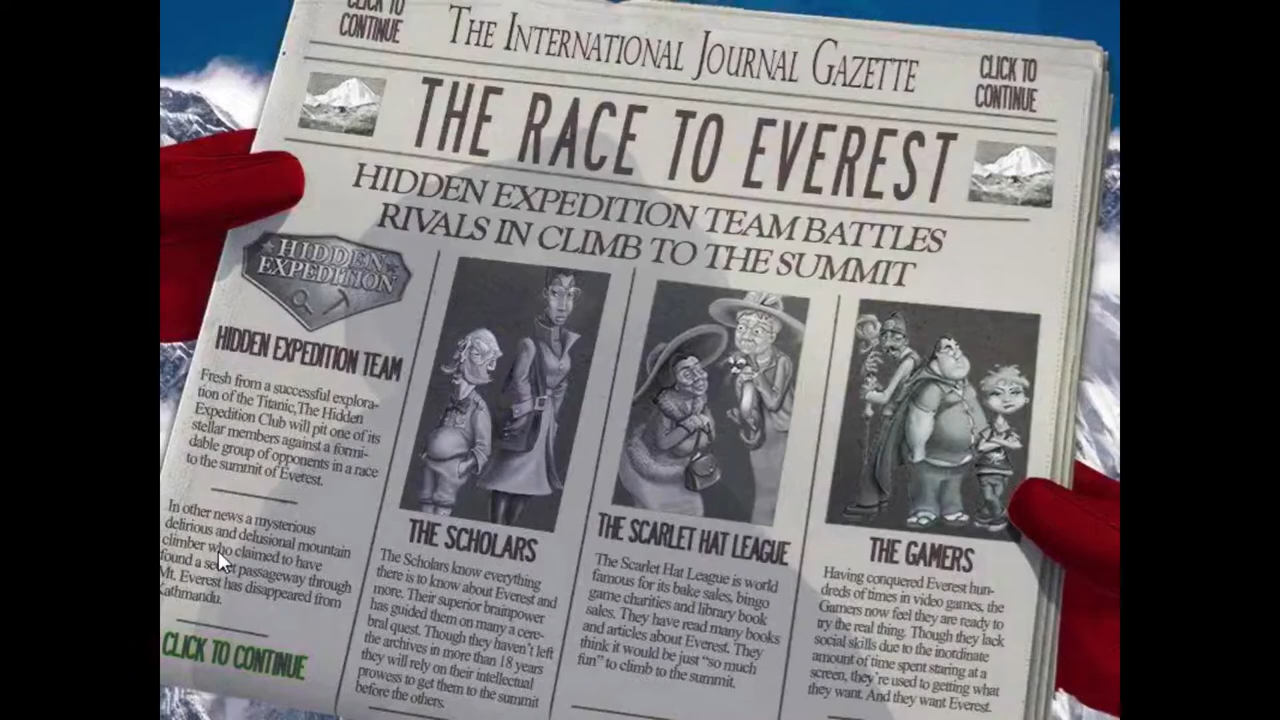 CLICK TO
CONTINUE
THE INTERNATIONAL JOURNAL GAZETTE
CLICK TO
CONTINUE
THE RACE TO EVEREST
HIDDEN EXPEDITION TEAM BATTLES
RIVALS IN CLIMB TO THE SUMMIT
HIDDEN
EXPEDITION
HIDDEN EXPEDITION TEAM
Fresh from a successful explora-
tion of the Titanic,The Hidden
Expedition Club will pit one of its
stellar members against a formi-
dable group of opponents in a race
to the summit of Everest.
In other news a mysterious
delirious and delusional mountain
climber who claimed to have
found a secret passageway through
Mt. Everest has disappeared from
Kathmandu.
CLICK TO CONTINUE
THE SCHOLARS
The Scholars know everything
there is to know about Everest and
more. Their superior brainpower
has guided them on many a cere-
bral quest. Though they haven't left
the archives in more than 18 years
they will rely on their intellectual
prowess to get them to the summit
before the others.
THE SCARLET HAT LEAGUE
The Scarlet Hat League is world
famous for its bake sales, bingo
game charities and library book
sales. They have read many books
and articles about Everest. They
think it would be just "so much
fun" to climb to the summit.
THE GAMERS
Having conquered Everest hun-
dreds of times in video games, the
Gamers now feel they are ready to
try the real thing. Though they lack
social skills due to the inordinate
amount of time spent staring at a
screen, they're used to getting what
they want. And they want Everest.